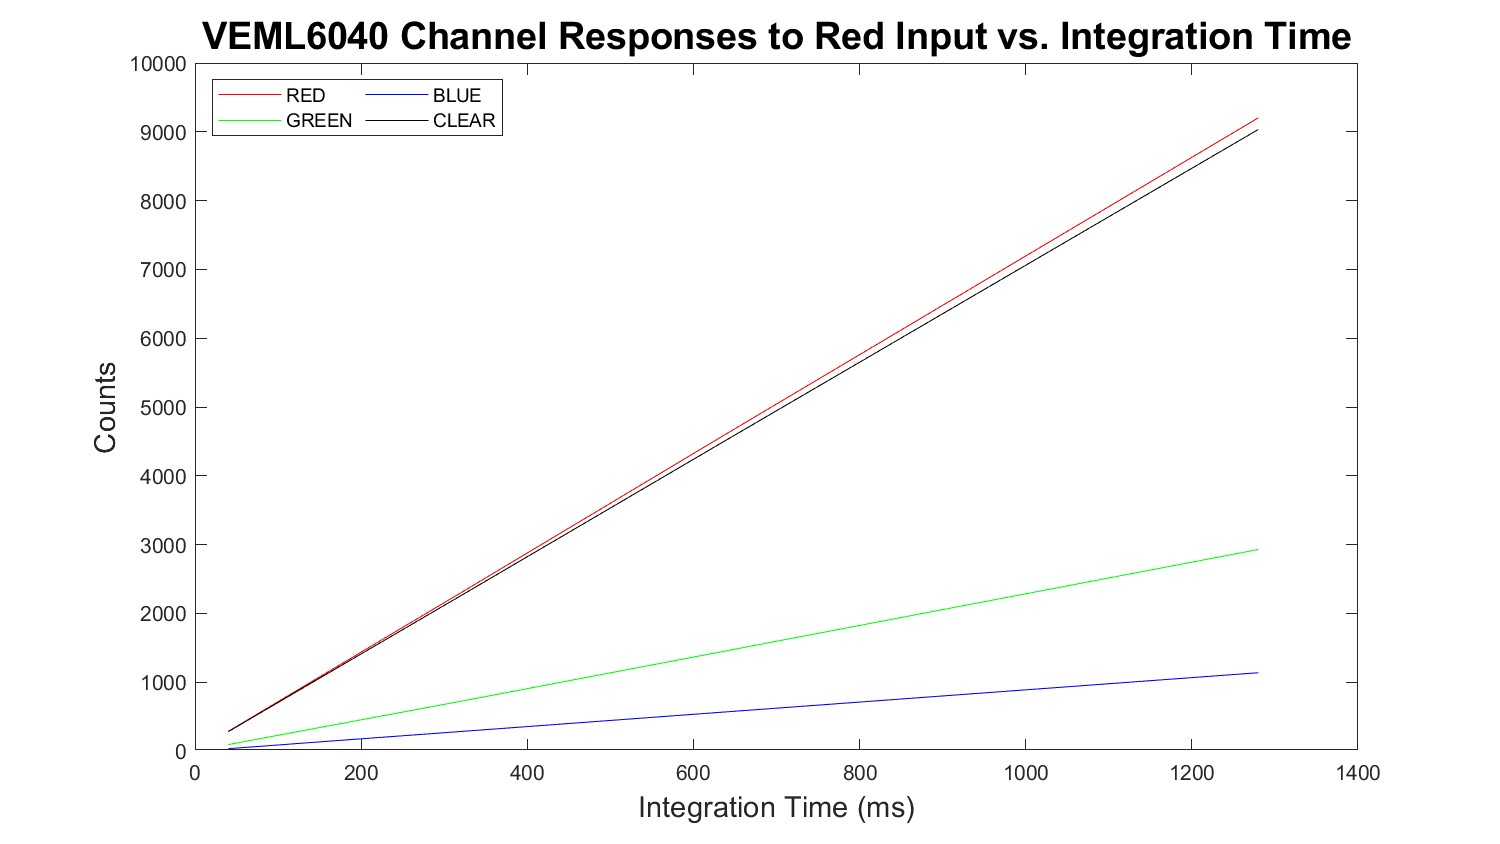 VEML6040 Channel Responses to Red Input vs. Integration Time
10000
9000
8000
7000
6000
5000
4000
3000
2000
1000
0
RED BLUE
GREEN CLEAR
Counts
0 200 400 600 800 1000 1200 1400
Integration Time (ms)